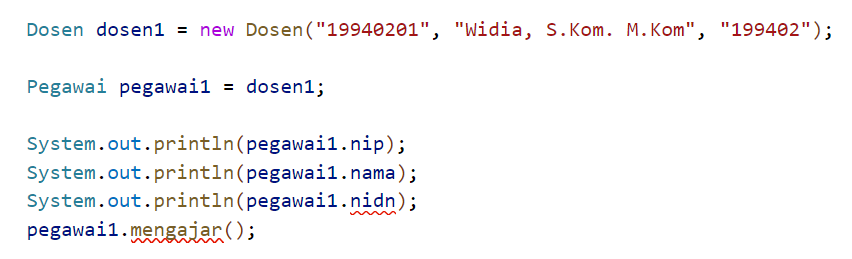 Dosen dosen1 = new Dosen("19940201", "Widia, S.Kom. M.Kom", "199402");
Pegawai pegawai1 = dosen1;
System.out.println(pegawai1.nip);
System.out.println(pegawai1.nama);
System.out.println(pegawai1.nidn);
pegawai1.mengajar();